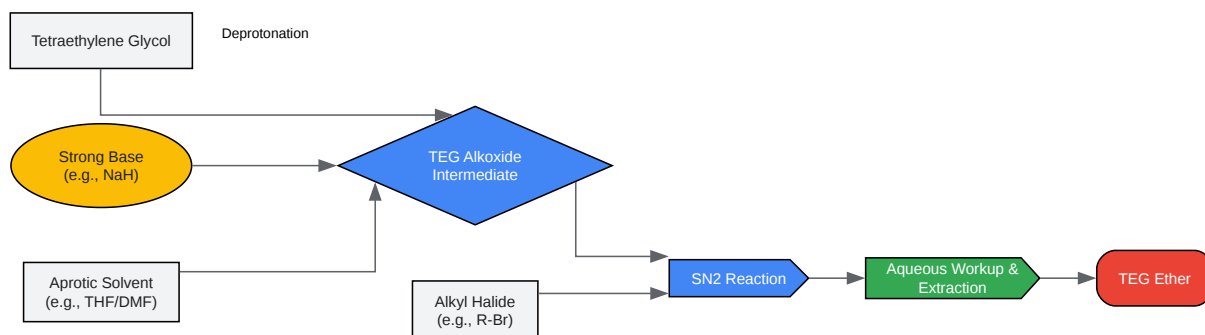 Tetraethylene Glycol
Deprotonation
Strong Base
(e.g., NaH)
TEG Alkoxide
Intermediate
Aprotic Solvent
(e.g., THF/DMF)
Alkyl Halide
(e.g., R-Br)
SN2 Reaction
Aqueous Workup &
Extraction
TEG Ether